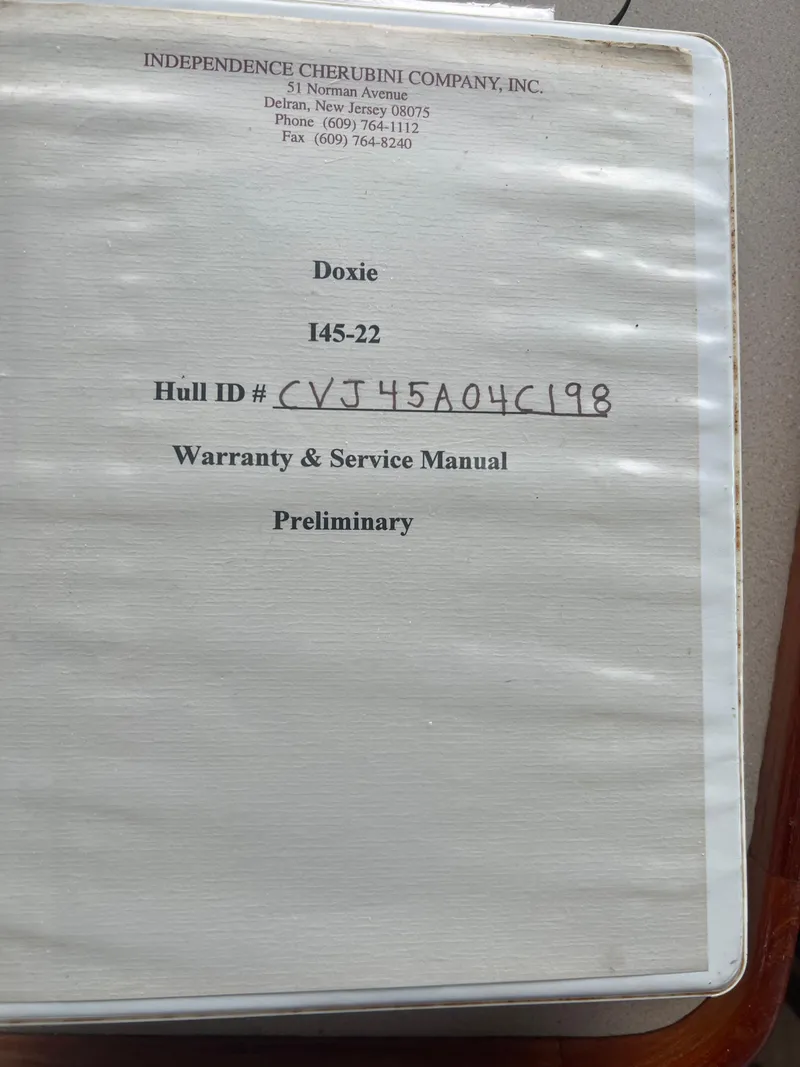 INDEPENDENCE CHERUBINI COMPANY, INC.
51 Norman Avenue
Delran, New Jersey 08075
Phone (609) 764-1112
Fax (609) 764-8240
Doxie
I45-22
Hull ID # CVJ45A04C198
Warranty & Service Manual
Preliminary